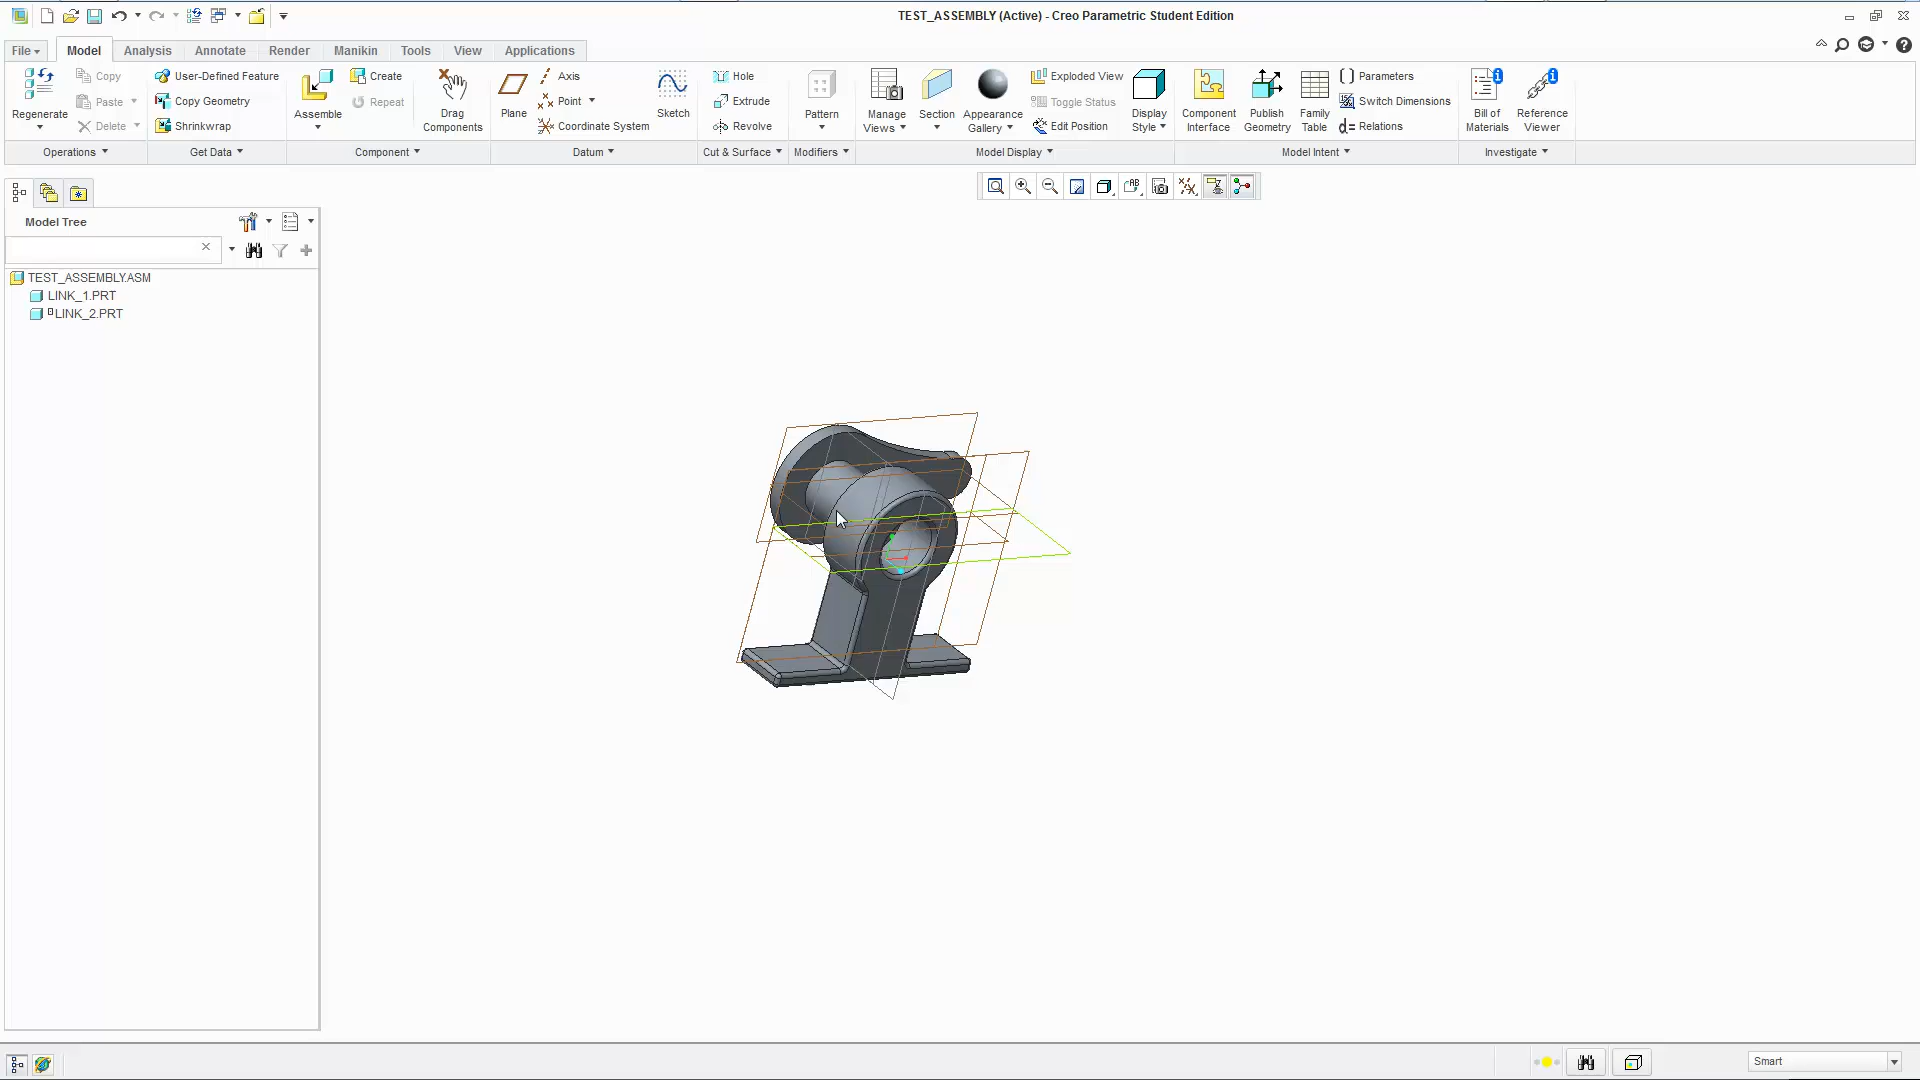 TEST_ASSEMBLY (Active) - Creo Parametric Student Edition
File Model Analysis Annotate Render Manikin Tools View Applications
Regenerate
Copy
Paste
Delete
Operations
User-Defined Feature
Copy Geometry
Shrinkwrap
Get Data
Assemble
Create
Repeat
Drag
Components
Component
Plane
Axis
Point
Coordinate System
Sketch
Datum
Hole
Extrude
Revolve
Cut & Surface
Pattern
Modifiers
Manage
Views
Section
Appearance
Gallery
Exploded View
Toggle Status
Edit Position
Display
Style
Model Display
Component
Interface
Publish
Geometry
Family
Table
Parameters
Switch Dimensions
Relations
Model Intent
Bill of
Materials
Reference
Viewer
Investigate
Model Tree
TEST_ASSEMBLY.ASM
LINK_1.PRT
LINK_2.PRT
Smart